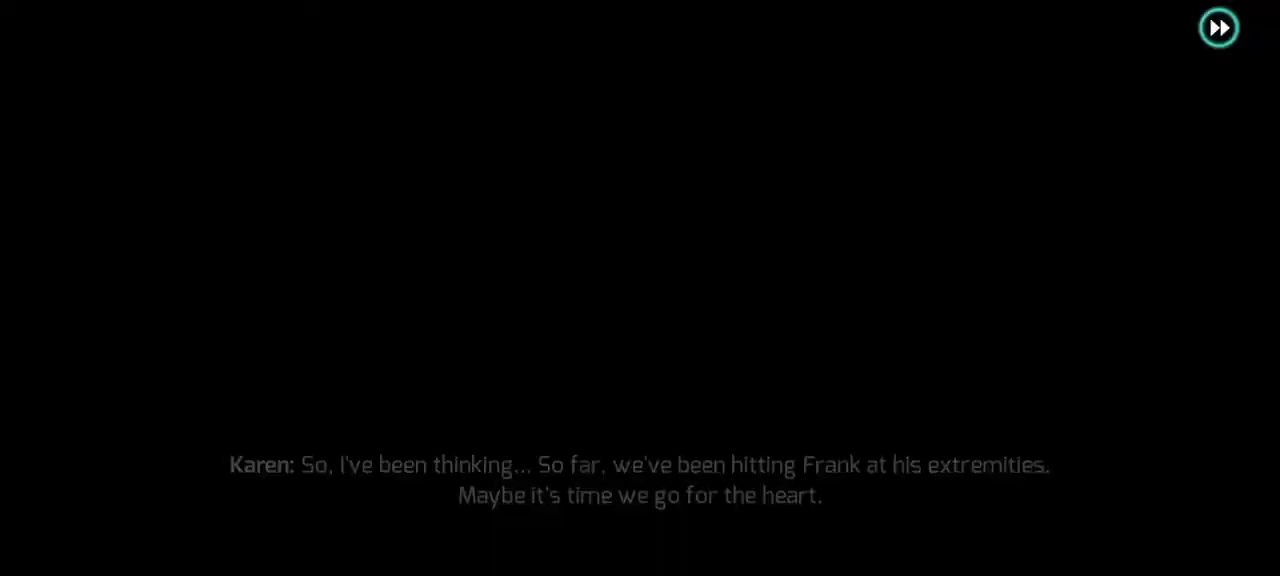 Karen: So, I've been thinking... So far, we've been hitting Frank at his extremities.
Maybe it's time we go for the heart.